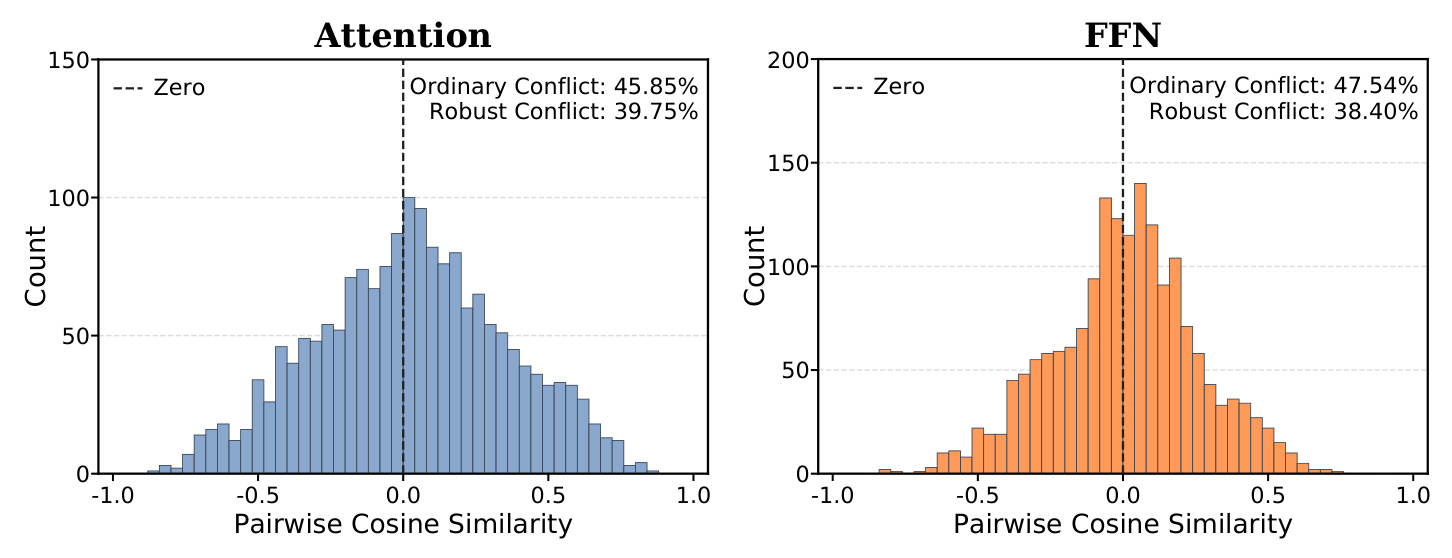 Attention
150
100
50
0
Count
Zero
Ordinary Conflict: 45.85%
Robust Conflict: 39.75%
-1.0
-0.5
0.0
0.5
1.0
Pairwise Cosine Similarity
FFN
200
150
100
50
0
Count
Zero
Ordinary Conflict: 47.54%
Robust Conflict: 38.40%
-1.0
-0.5
0.0
0.5
1.0
Pairwise Cosine Similarity